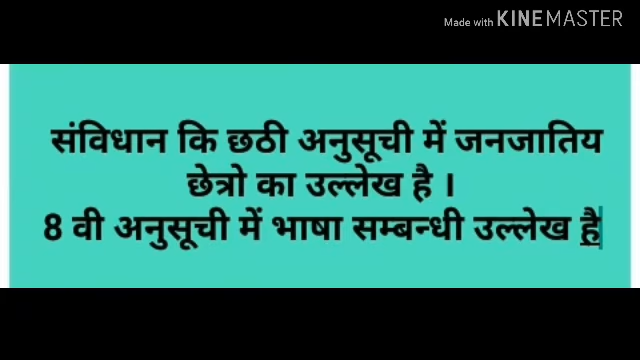 Made with KINEMASTER
संविधान कि छठी अनुसूची में जनजातिय
छेत्रो का उल्लेख है ।
8 वी अनुसूची में भाषा सम्बन्धी उल्लेख है